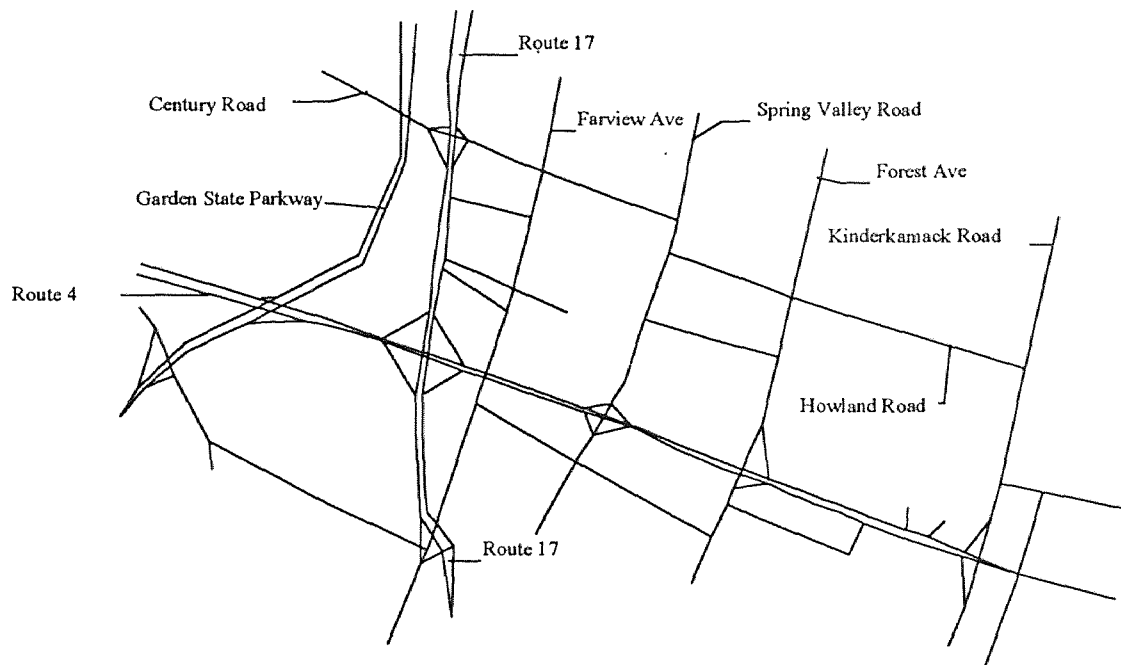 Route 17
Century Road
Farview Ave
Spring Valley Road
Forest Ave
Garden State Parkway
Kinderkamack Road
Route 4
Howland Road
Route 17